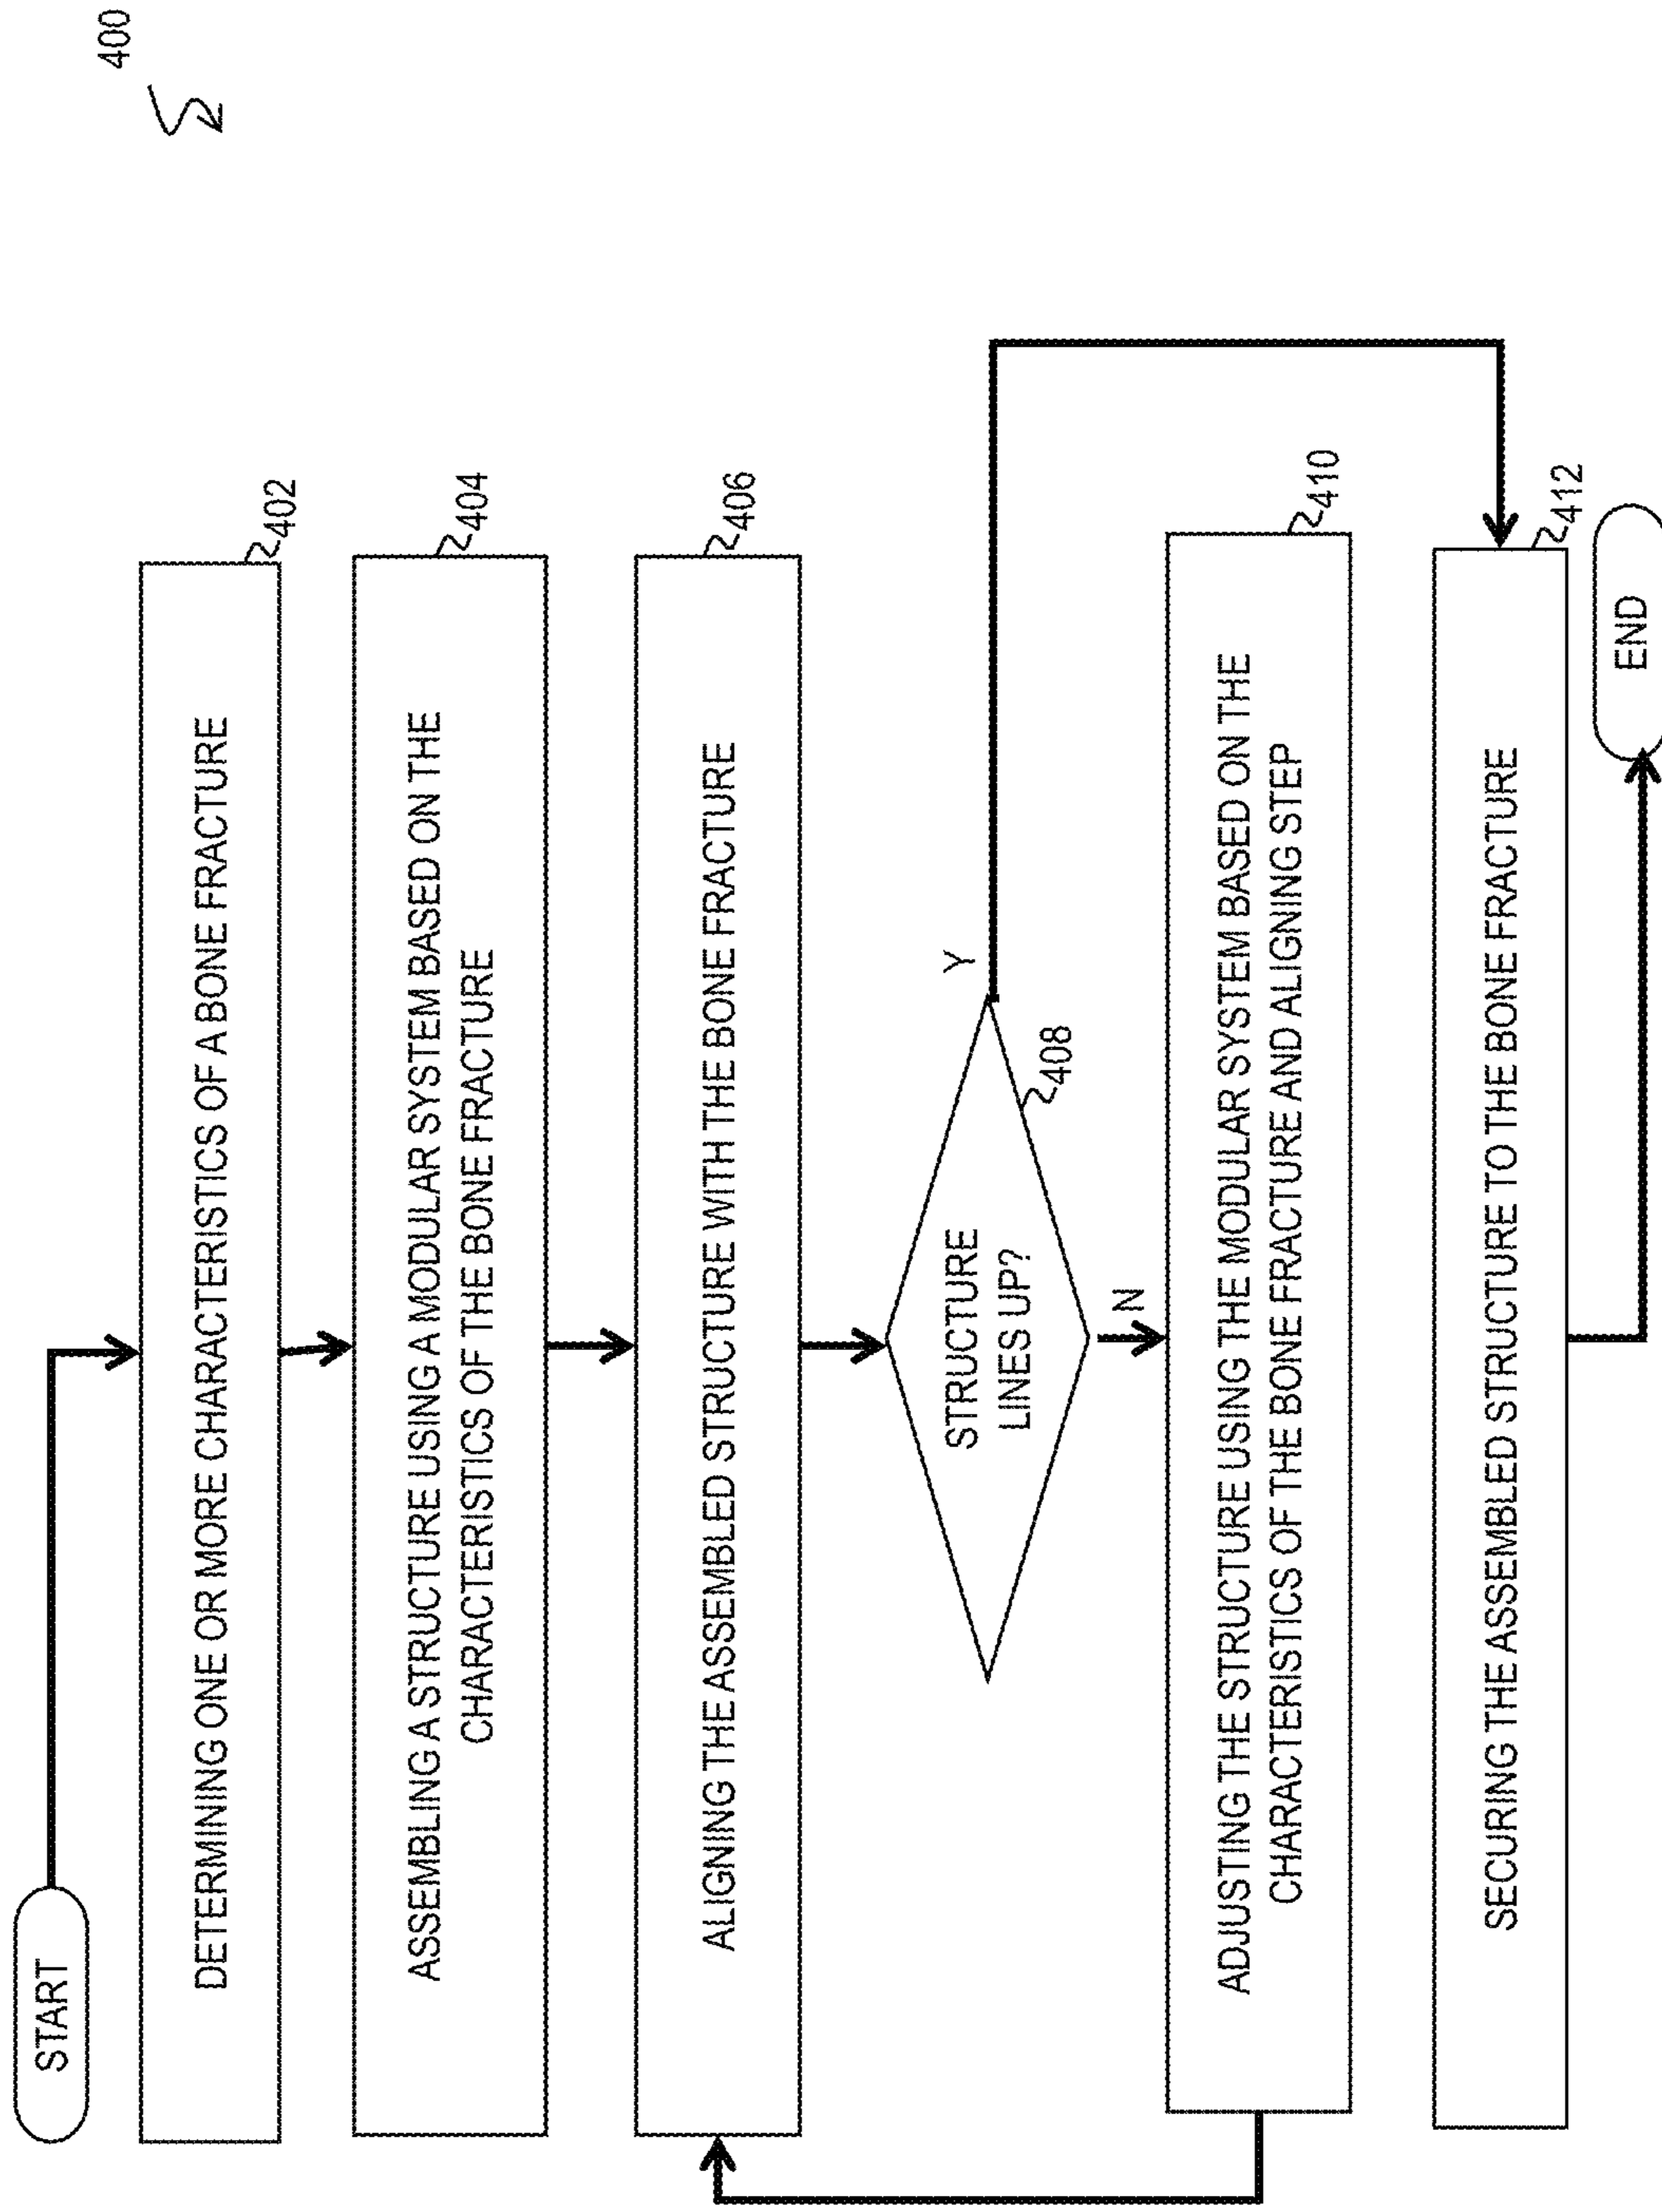 400
START
DETERMINING ONE OR MORE CHARACTERISTICS OF A BONE FRACTURE
402
ASSEMBLING A STRUCTURE USING A MODULAR SYSTEM BASED ON THE
CHARACTERISTICS OF THE BONE FRACTURE
404
ALIGNING THE ASSEMBLED STRUCTURE WITH THE BONE FRACTURE
406
STRUCTURE
LINES UP?
408
Y
N
ADJUSTING THE STRUCTURE USING THE MODULAR SYSTEM BASED ON THE
CHARACTERISTICS OF THE BONE FRACTURE AND ALIGNING STEP
410
SECURING THE ASSEMBLED STRUCTURE TO THE BONE FRACTURE
412
END